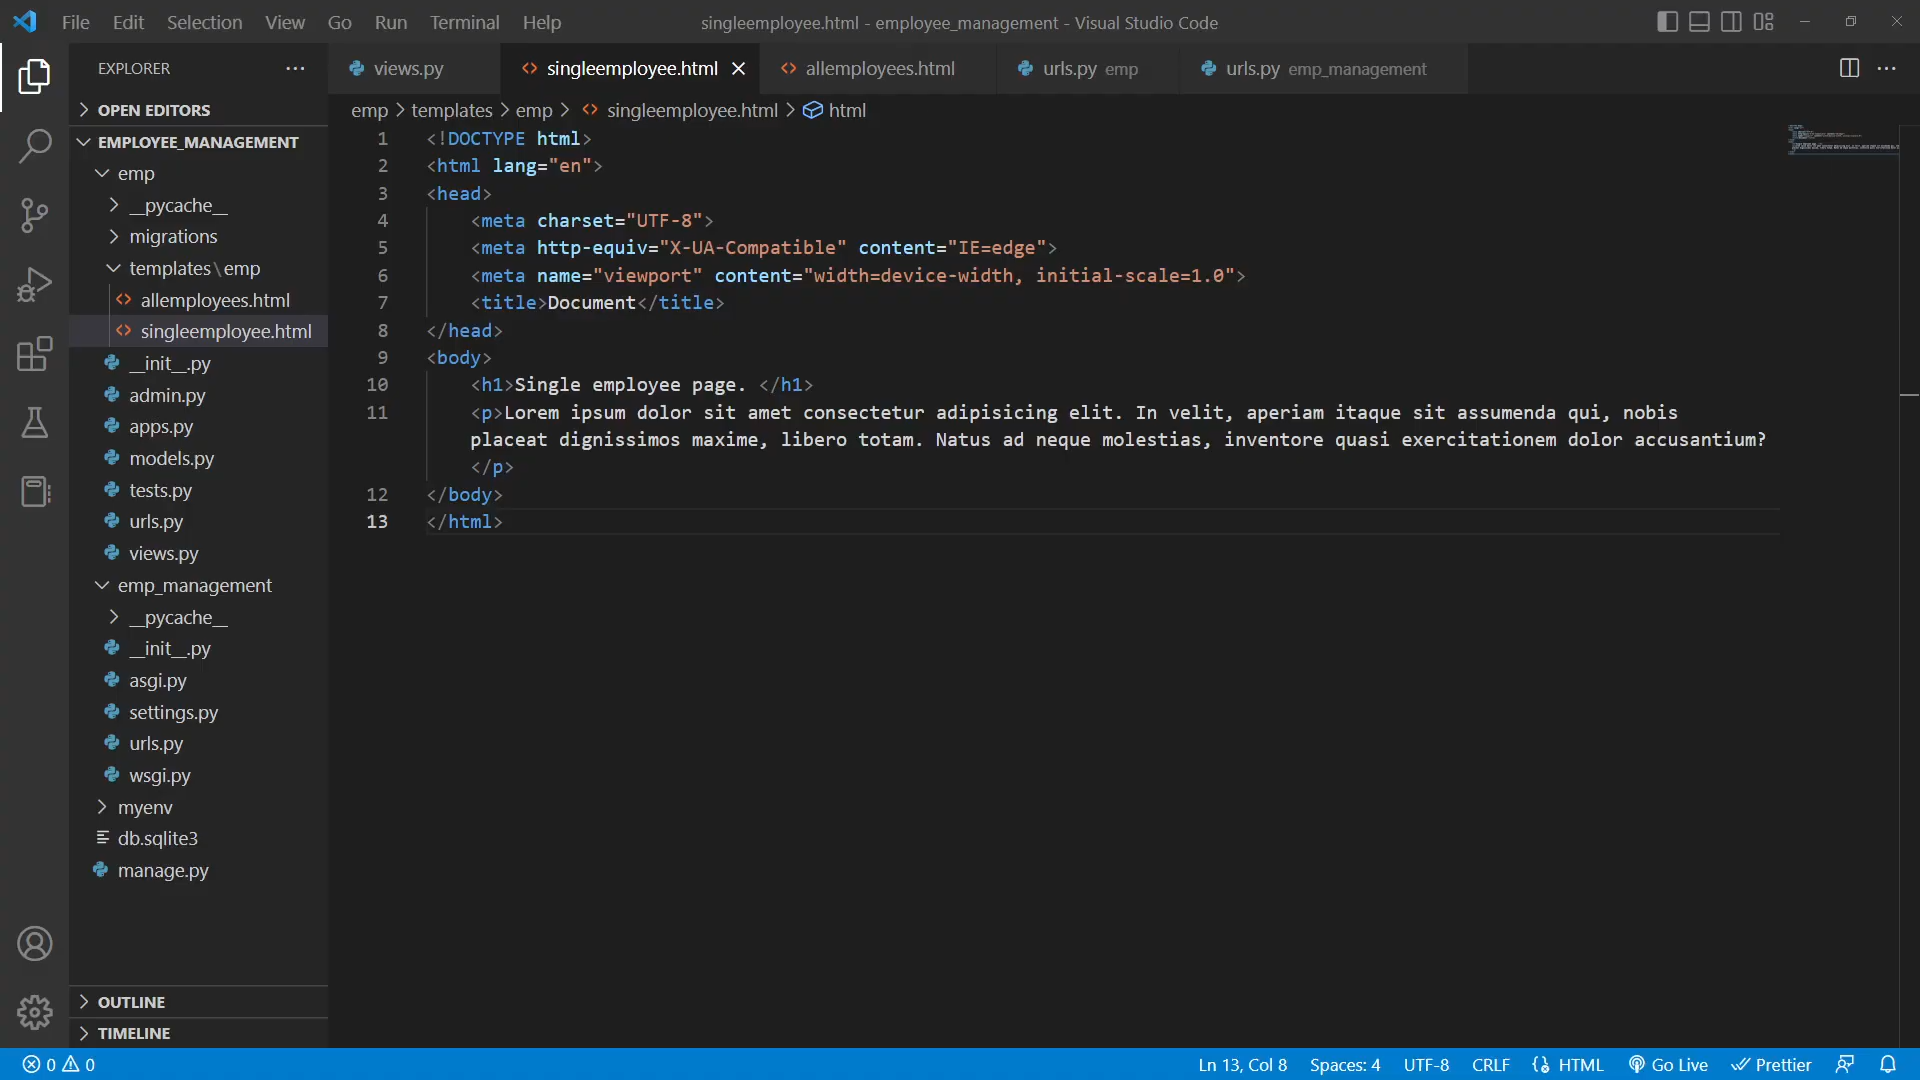 File Edit Selection View Go Run Terminal Help
singleemployee.html - employee_management - Visual Studio Code
EXPLORER
OPEN EDITORS
EMPLOYEE_MANAGEMENT
emp
__pycache__
migrations
templates\emp
allemployees.html
singleemployee.html
__init__.py
admin.py
apps.py
models.py
tests.py
urls.py
views.py
emp_management
__pycache__
__init__.py
asgi.py
settings.py
urls.py
wsgi.py
myenv
db.sqlite3
manage.py
OUTLINE
TIMELINE
views.py singleemployee.html allemployees.html urls.py emp urls.py emp_management
emp > templates > emp > singleemployee.html > html
1 <!DOCTYPE html>
2 <html lang="en">
3 <head>
4 <meta charset="UTF-8">
5 <meta http-equiv="X-UA-Compatible" content="IE=edge">
6 <meta name="viewport" content="width=device-width, initial-scale=1.0">
7 <title>Document</title>
8 </head>
9 <body>
10 <h1>Single employee page. </h1>
11 <p>Lorem ipsum dolor sit amet consectetur adipisicing elit. In velit, aperiam itaque sit assumenda qui, nobis
placeat dignissimos maxime, libero totam. Natus ad neque molestias, inventore quasi exercitationem dolor accusantium?
</p>
12 </body>
13 </html>
0 0 Ln 13, Col 8 Spaces: 4 UTF-8 CRLF HTML Go Live Prettier